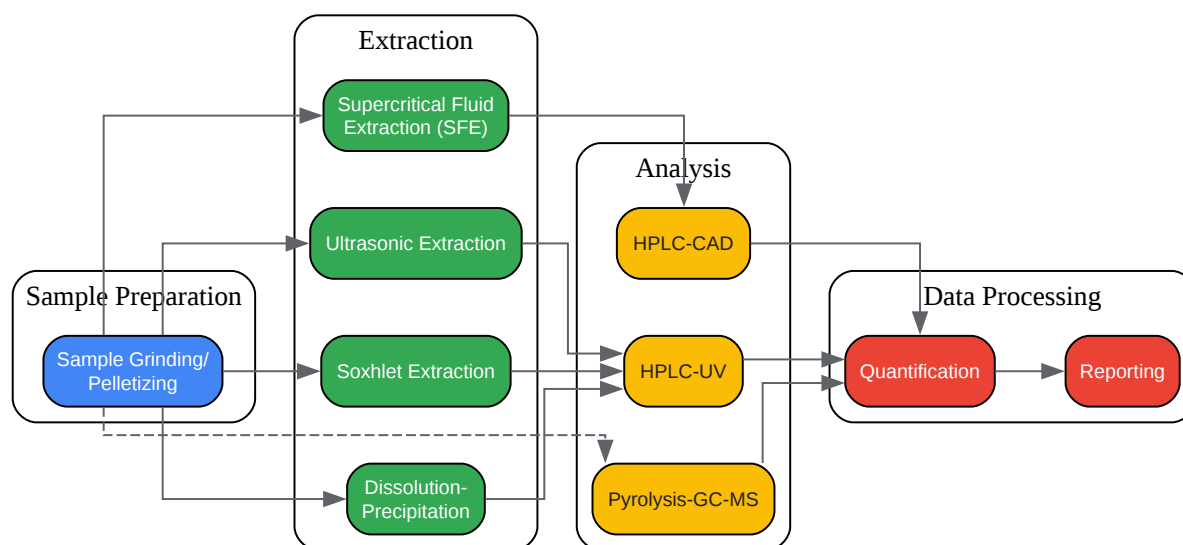 Extraction
Supercritical Fluid
Extraction (SFE)
Analysis
Ultrasonic Extraction
HPLC-CAD
Sample Preparation
Data Processing
Sample Grinding/
Pelletizing
Soxhlet Extraction
HPLC-UV
Quantification
Reporting
Dissolution-
Precipitation
Pyrolysis-GC-MS